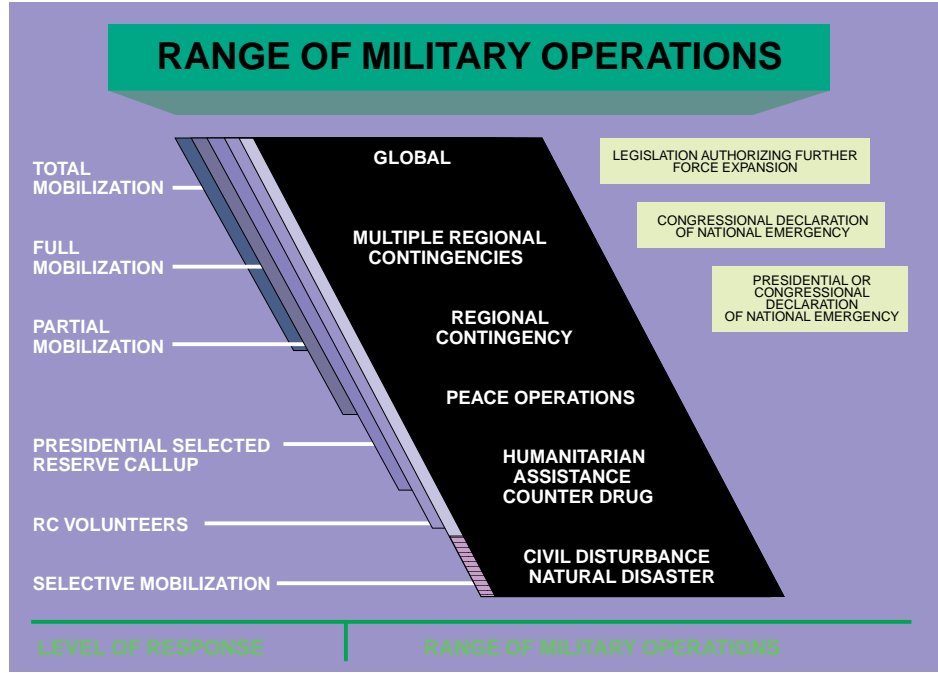 RANGE OF MILITARY OPERATIONS
TOTAL
MOBILIZATION
FULL
MOBILIZATION
PARTIAL
MOBILIZATION
PRESIDENTIAL SELECTED
RESERVE CALLUP
RC VOLUNTEERS
SELECTIVE MOBILIZATION
GLOBAL
MULTIPLE REGIONAL
CONTINGENCIES
REGIONAL
CONTINGENCY
PEACE OPERATIONS
HUMANITARIAN
ASSISTANCE
COUNTER DRUG
CIVIL DISTURBANCE
NATURAL DISASTER
LEGISLATION AUTHORIZING FURTHER
FORCE EXPANSION
CONGRESSIONAL DECLARATION
OF NATIONAL EMERGENCY
PRESIDENTIAL OR
CONGRESSIONAL
DECLARATION
OF NATIONAL EMERGENCY
LEVEL OF RESPONSE
RANGE OF MILITARY OPERATIONS